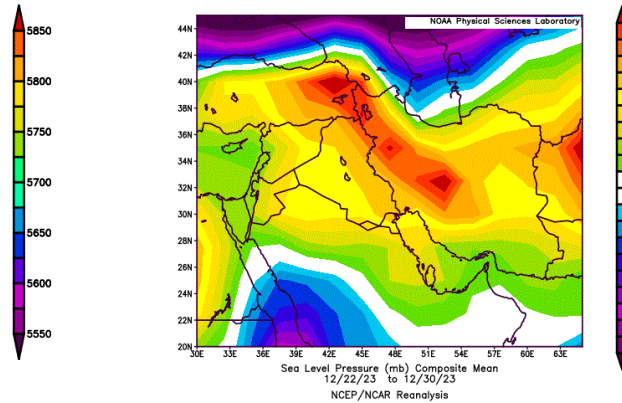 NOAA Physical Sciences Laboratory
5850
5800
5750
5700
5650
5600
5550
44N
42N
40N
38N
36N
34N
32N
30N
28N
26N
24N
22N
20N
30E 33E 36E 39E 42E 45E 48E 51E 54E 57E 60E 63E
Sea Level Pressure (mb) Composite Mean
12/22/23 to 12/30/23
NCEP/NCAR Reanalysis